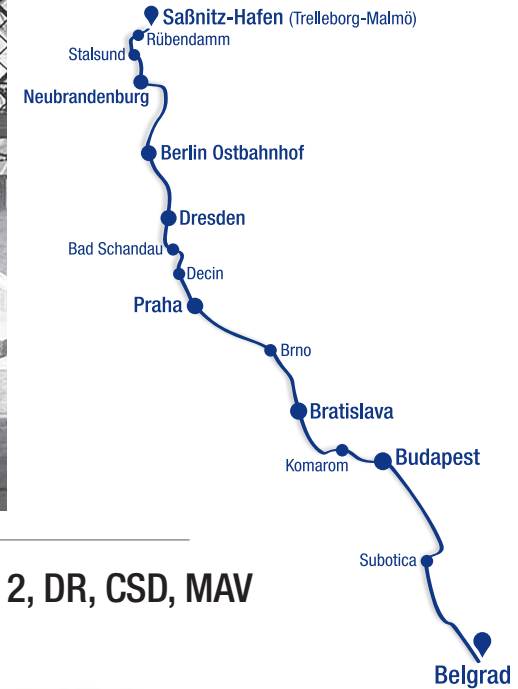 Saßnitz-Hafen (Trelleborg-Malmö)
Rübendamm
Stalsund
Neubrandenburg
Berlin Ostbahnhof
Dresden
Bad Schandau
Decin
Praha
Brno
Bratislava
Komarom
Budapest
Subotica
2, DR, CSD, MAV
Belgrad